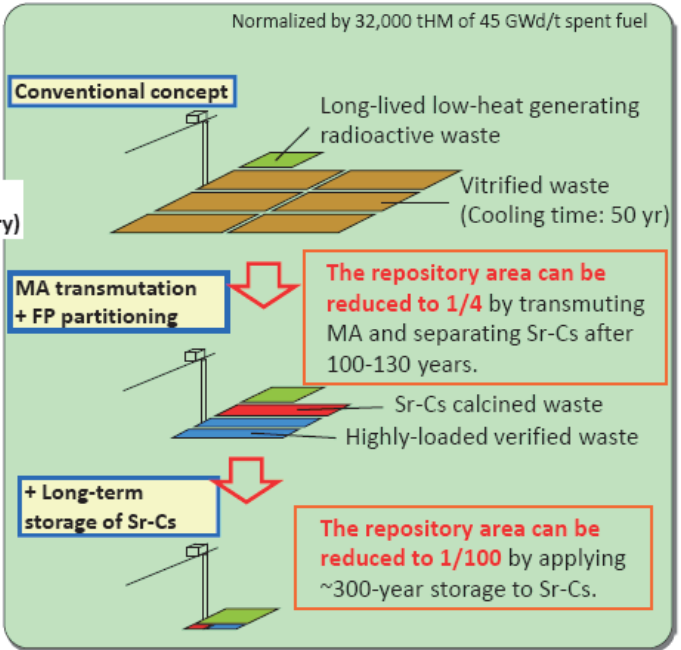 Normalized by 32,000 tHM of 45 GWd/t spent fuel
Conventional concept
Long-lived low-heat generating
radioactive waste
Vitrified waste
(Cooling time: 50 yr)
ry)
MA transmutation
+ FP partitioning
The repository area can be
reduced to 1/4 by transmuting
MA and separating Sr-Cs after
100-130 years.
Sr-Cs calcined waste
Highly-loaded verified waste
+ Long-term
storage of Sr-Cs
The repository area can be
reduced to 1/100 by applying
~300-year storage to Sr-Cs.